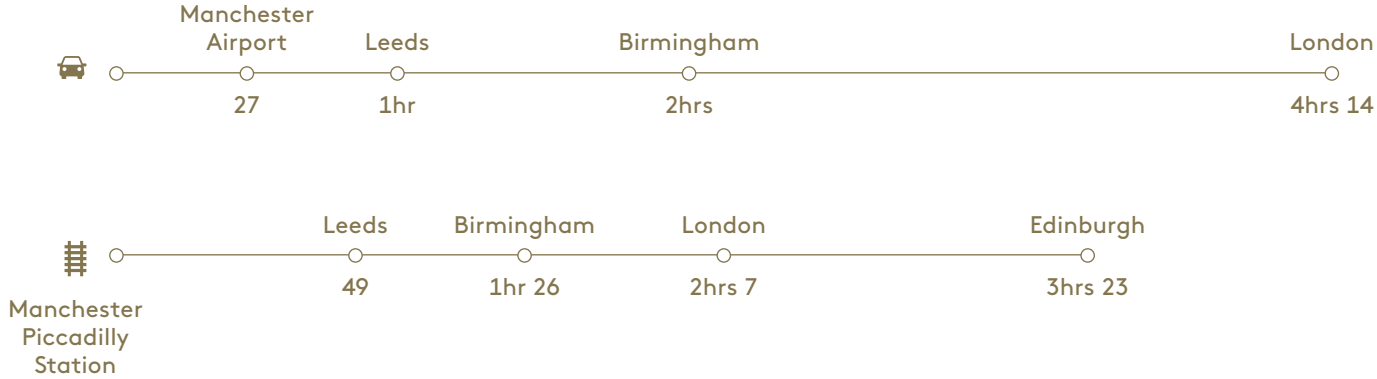 Manchester
Airport
Leeds
Birmingham
London
27
1hr
2hrs
4hrs 14
Leeds
Birmingham
London
Edinburgh
49
1hr 26
2hrs 7
3hrs 23
Manchester
Piccadilly
Station